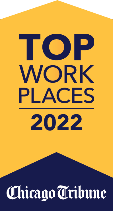 TOP
WORK
PLACES
2022
Chicago Tribune